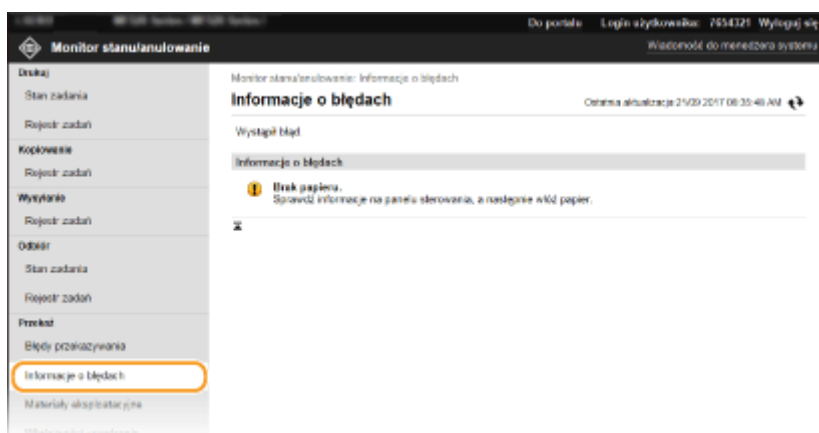 Do portalu Login użytkownika: 7654321 Wyloguj się
Monitor stanu/anulowanie
Wiadomość do menedżera systemu
Drukuj
Stan zadania
Rejestr zadań
Kopiowanie
Rejestr zadań
Wysyłanie
Rejestr zadań
Odbiór
Stan zadania
Rejestr zadań
Przekaż
Błędy przekazywania
Informacje o błędach
Materiały eksploatacyjne
Monitor stanu/anulowanie: Informacje o błędach
Informacje o błędach
Ostatnia aktualizacja 21/09 2017 08:35:48 AM
Wystąpił błąd.
Informacje o błędach
Brak papieru.
Sprawdź informacje na panelu sterowania, a następnie włóż papier.